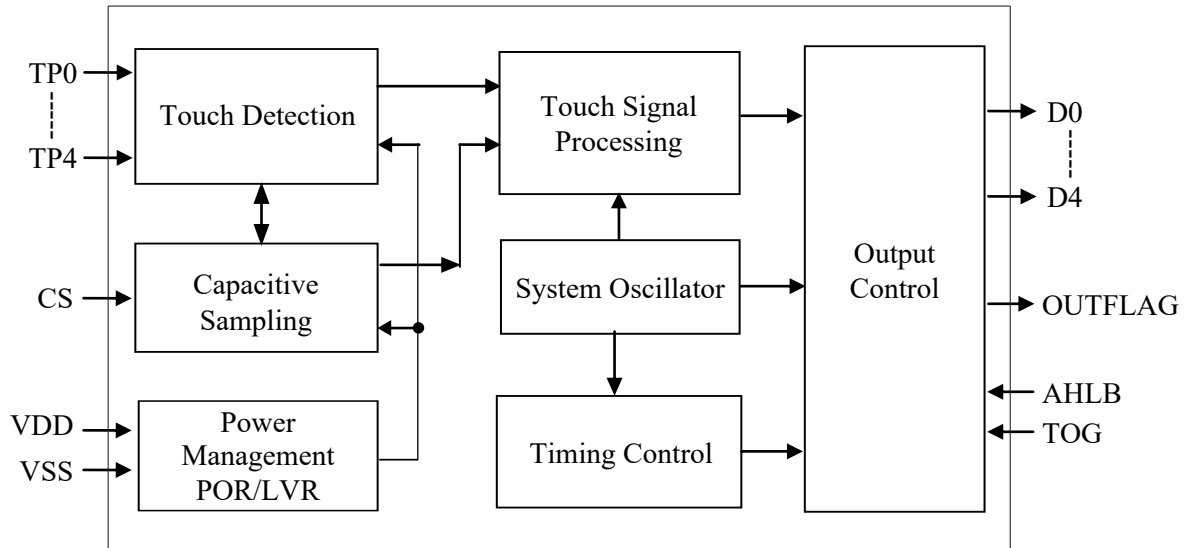 TP0
TP4
CS
VDD
VSS
Touch Detection
Capacitive
Sampling
Power
Management
POR/LVR
Touch Signal
Processing
System Oscillator
Timing Control
Output
Control
D0
D4
OUTFLAG
AHLB
TOG